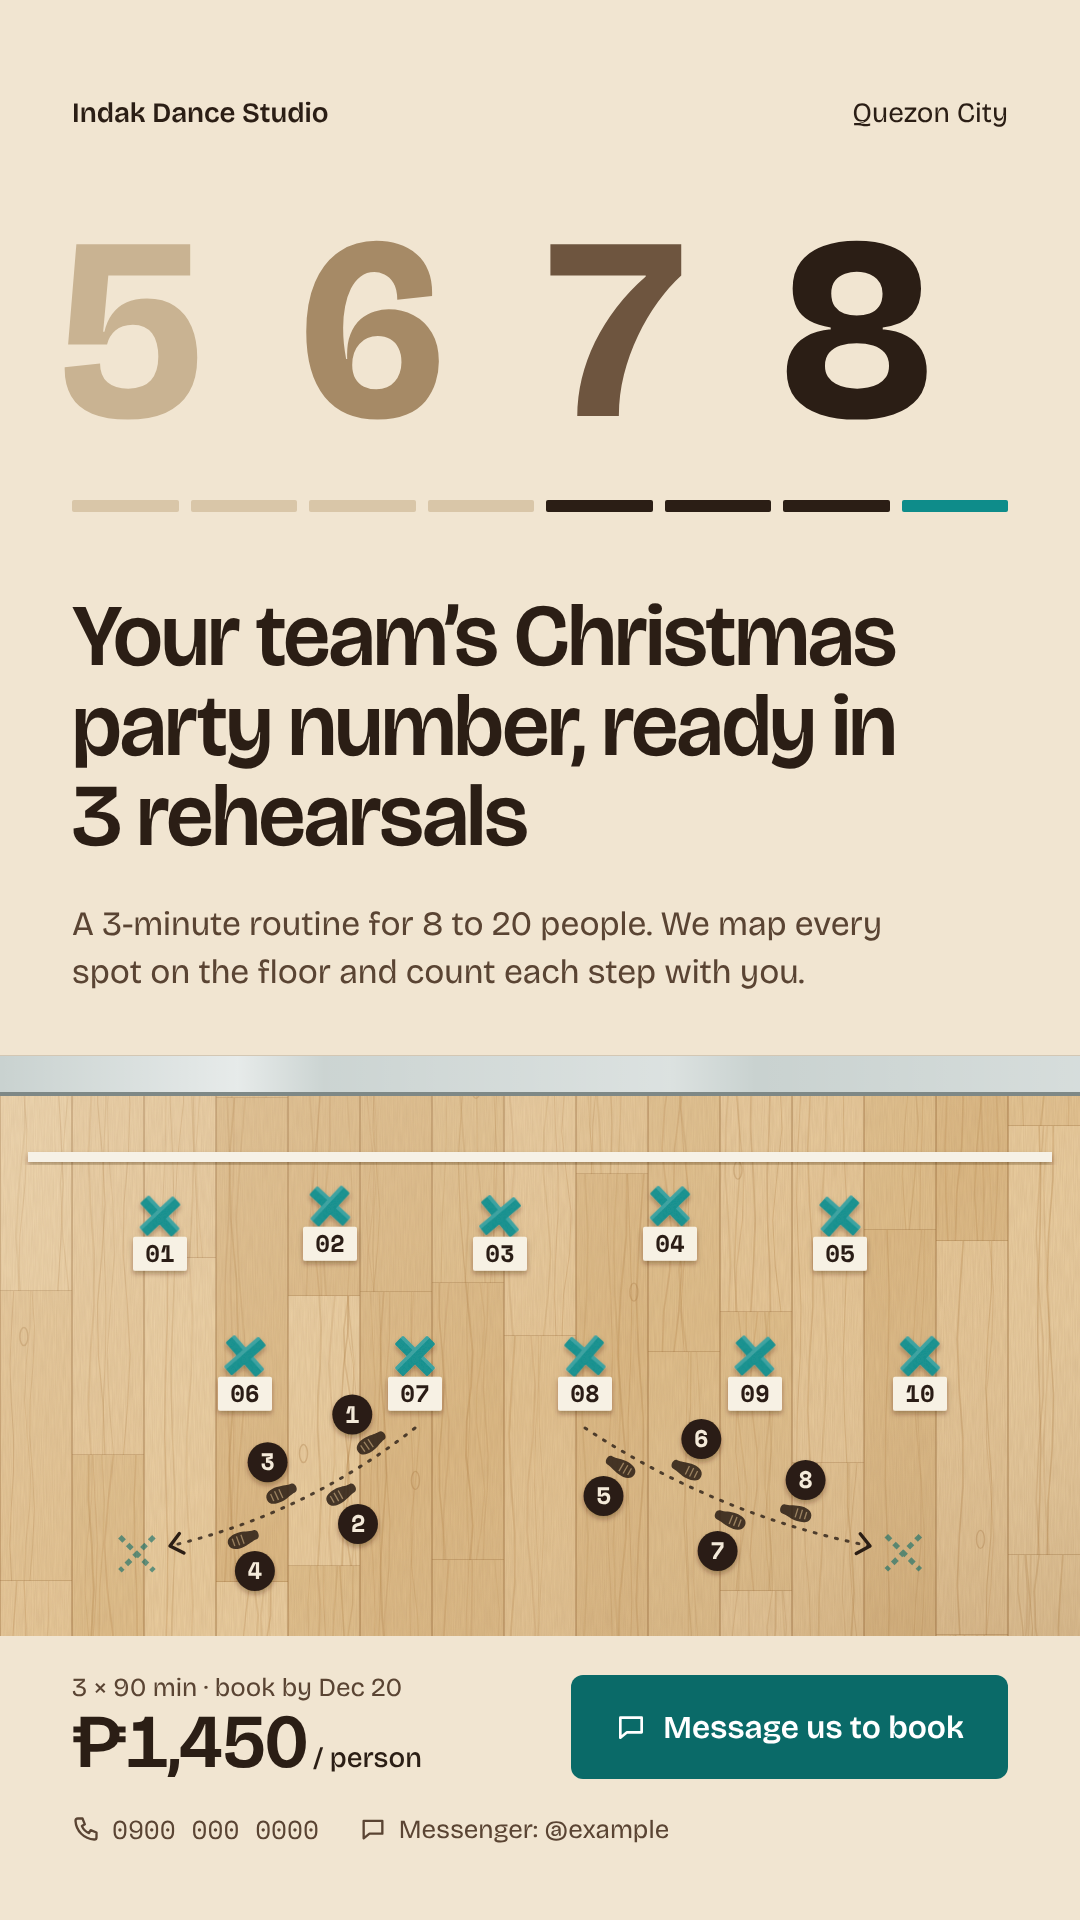 Indak Dance Studio
Quezon City
5 6 7 8
Your team's Christmas
party number, ready in
3 rehearsals
A 3-minute routine for 8 to 20 people. We map every
spot on the floor and count each step with you.
01 02 03 04 05
06 07 08 09 10
1
3
2
4
6
5
8
7
3 × 90 min · book by Dec 20
₱1,450 / person
Message us to book
0900 000 0000
Messenger: @example